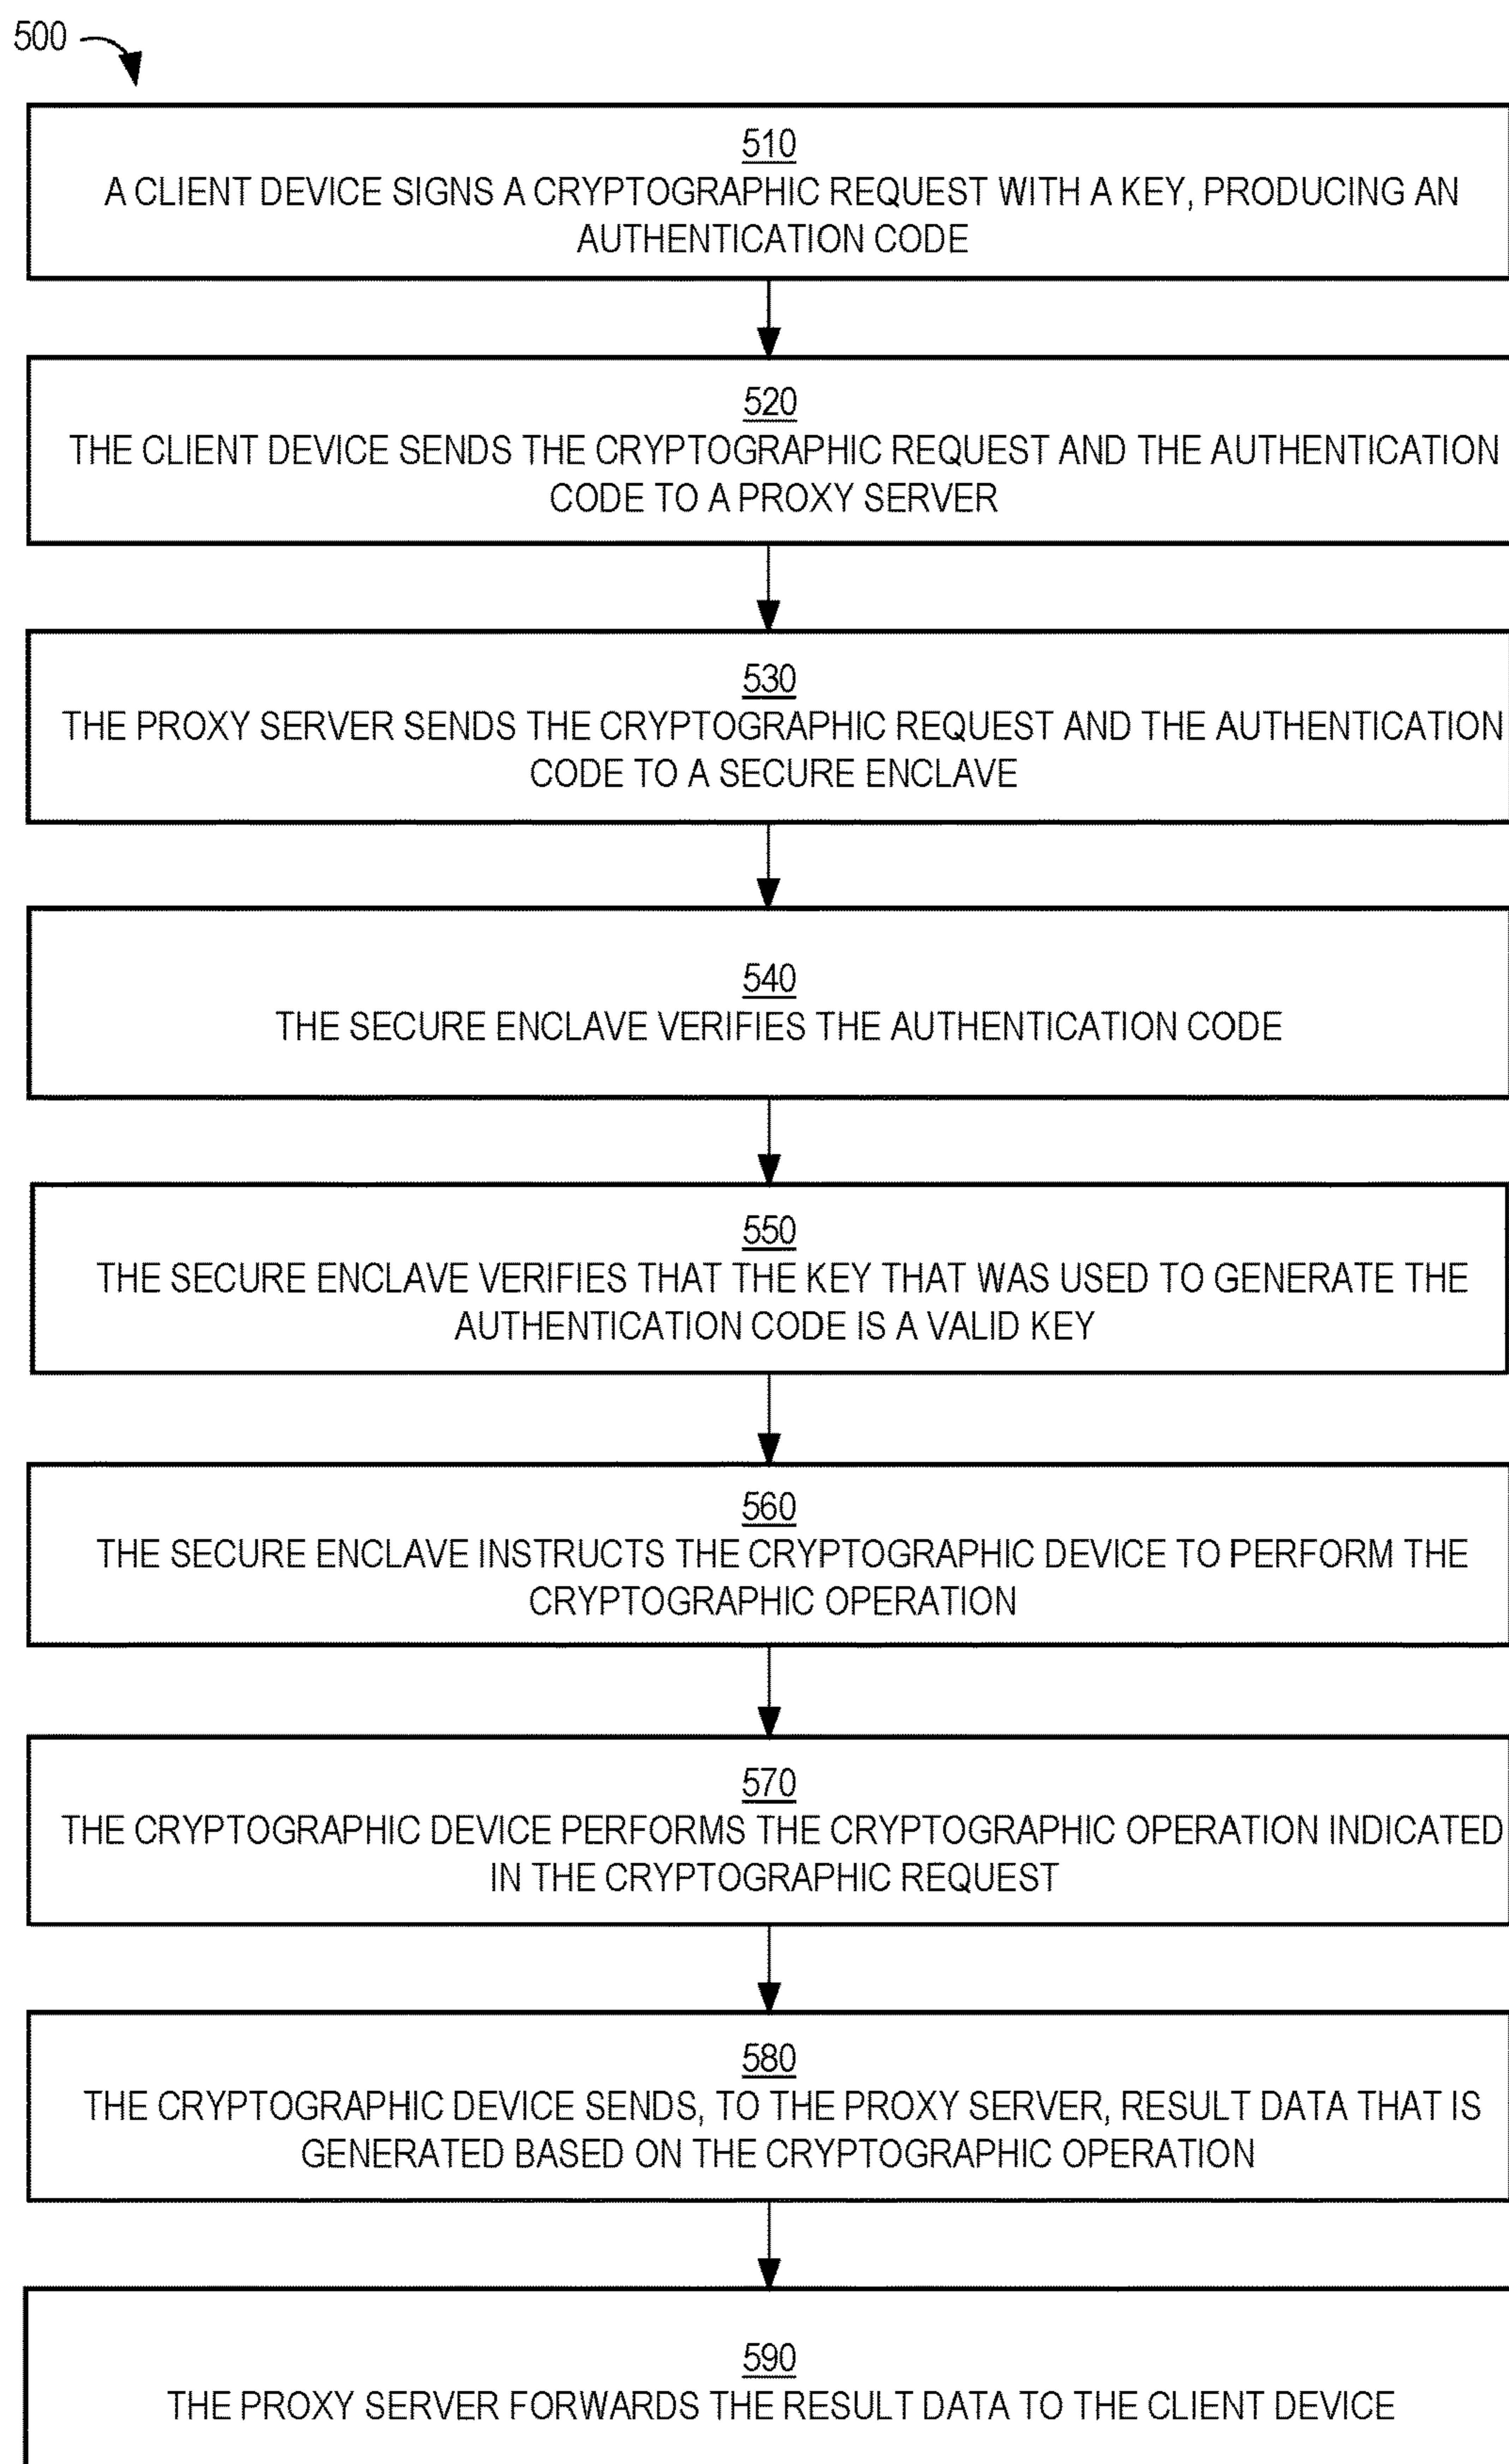 500
510
A CLIENT DEVICE SIGNS A CRYPTOGRAPHIC REQUEST WITH A KEY, PRODUCING AN
AUTHENTICATION CODE
520
THE CLIENT DEVICE SENDS THE CRYPTOGRAPHIC REQUEST AND THE AUTHENTICATION
CODE TO A PROXY SERVER
530
THE PROXY SERVER SENDS THE CRYPTOGRAPHIC REQUEST AND THE AUTHENTICATION
CODE TO A SECURE ENCLAVE
540
THE SECURE ENCLAVE VERIFIES THE AUTHENTICATION CODE
550
THE SECURE ENCLAVE VERIFIES THAT THE KEY THAT WAS USED TO GENERATE THE
AUTHENTICATION CODE IS A VALID KEY
560
THE SECURE ENCLAVE INSTRUCTS THE CRYPTOGRAPHIC DEVICE TO PERFORM THE
CRYPTOGRAPHIC OPERATION
570
THE CRYPTOGRAPHIC DEVICE PERFORMS THE CRYPTOGRAPHIC OPERATION INDICATED
IN THE CRYPTOGRAPHIC REQUEST
580
THE CRYPTOGRAPHIC DEVICE SENDS, TO THE PROXY SERVER, RESULT DATA THAT IS
GENERATED BASED ON THE CRYPTOGRAPHIC OPERATION
590
THE PROXY SERVER FORWARDS THE RESULT DATA TO THE CLIENT DEVICE